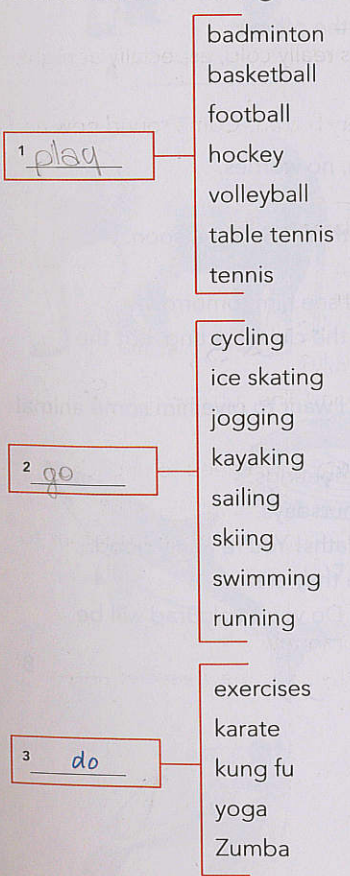 badminton
basketball
football
1 play
hockey
volleyball
table tennis
tennis
cycling
ice skating
jogging
kayaking
2 go
sailing
skiing
swimming
running
exercises
karate
3 do
kung fu
yoga
Zumba